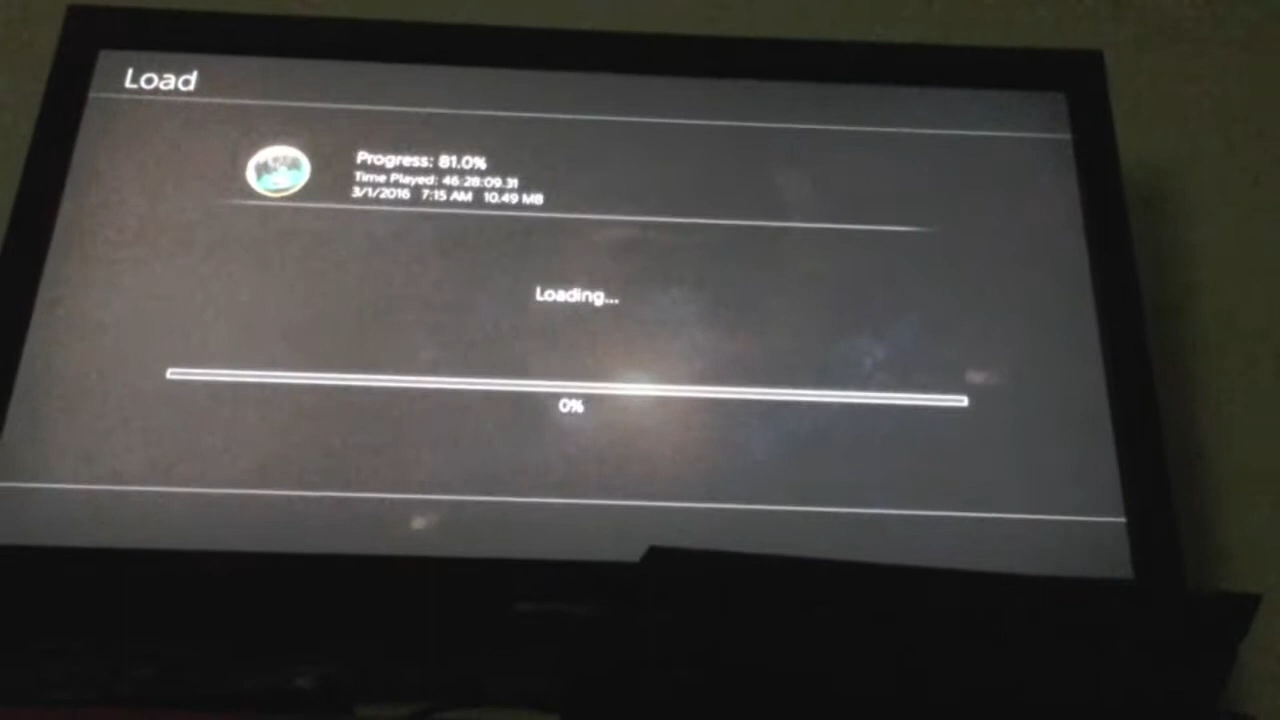 Load
Progress: 81.0%
Time Played: 46:28:09.31
3/1/2016 7:15 AM 10.49 MB
Loading...
0%